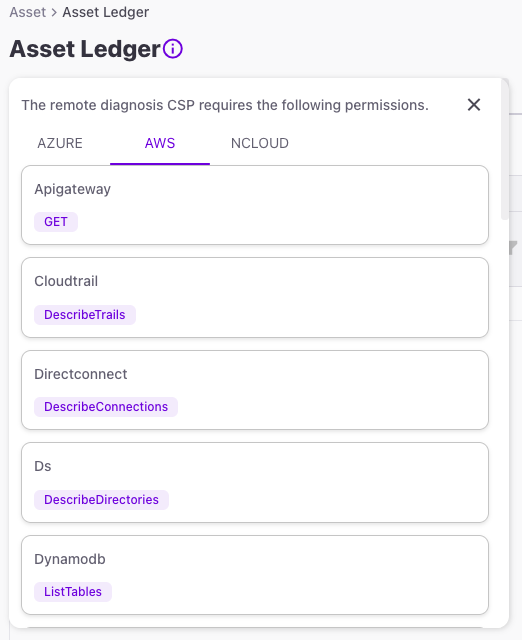 Asset > Asset Ledger
Asset Ledger
The remote diagnosis CSP requires the following permissions.
AZURE AWS NCLOUD
Apigateway
GET
Cloudtrail
DescribeTrails
Directconnect
DescribeConnections
Ds
DescribeDirectories
Dynamodb
ListTables